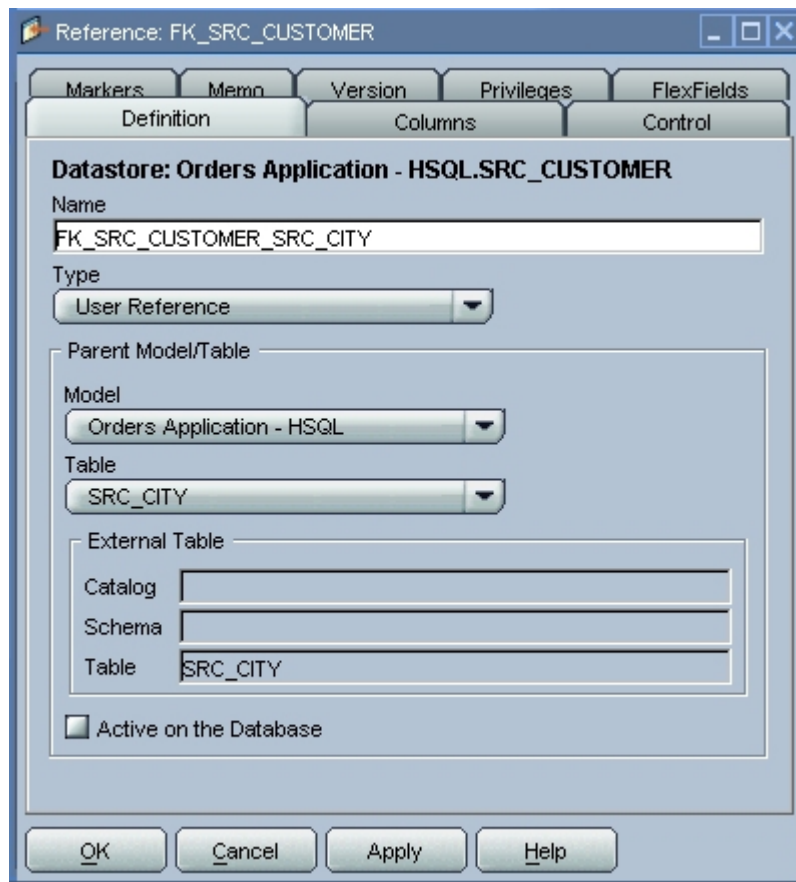 Reference: FK_SRC_CUSTOMER
Markers Memo Version Privileges FlexFields
Definition Columns Control
Datastore: Orders Application - HSQL.SRC_CUSTOMER
Name
FK_SRC_CUSTOMER_SRC_CITY
Type
User Reference
Parent Model/Table
Model
Orders Application - HSQL
Table
SRC_CITY
External Table
Catalog
Schema
Table SRC_CITY
Active on the Database
OK Cancel Apply Help